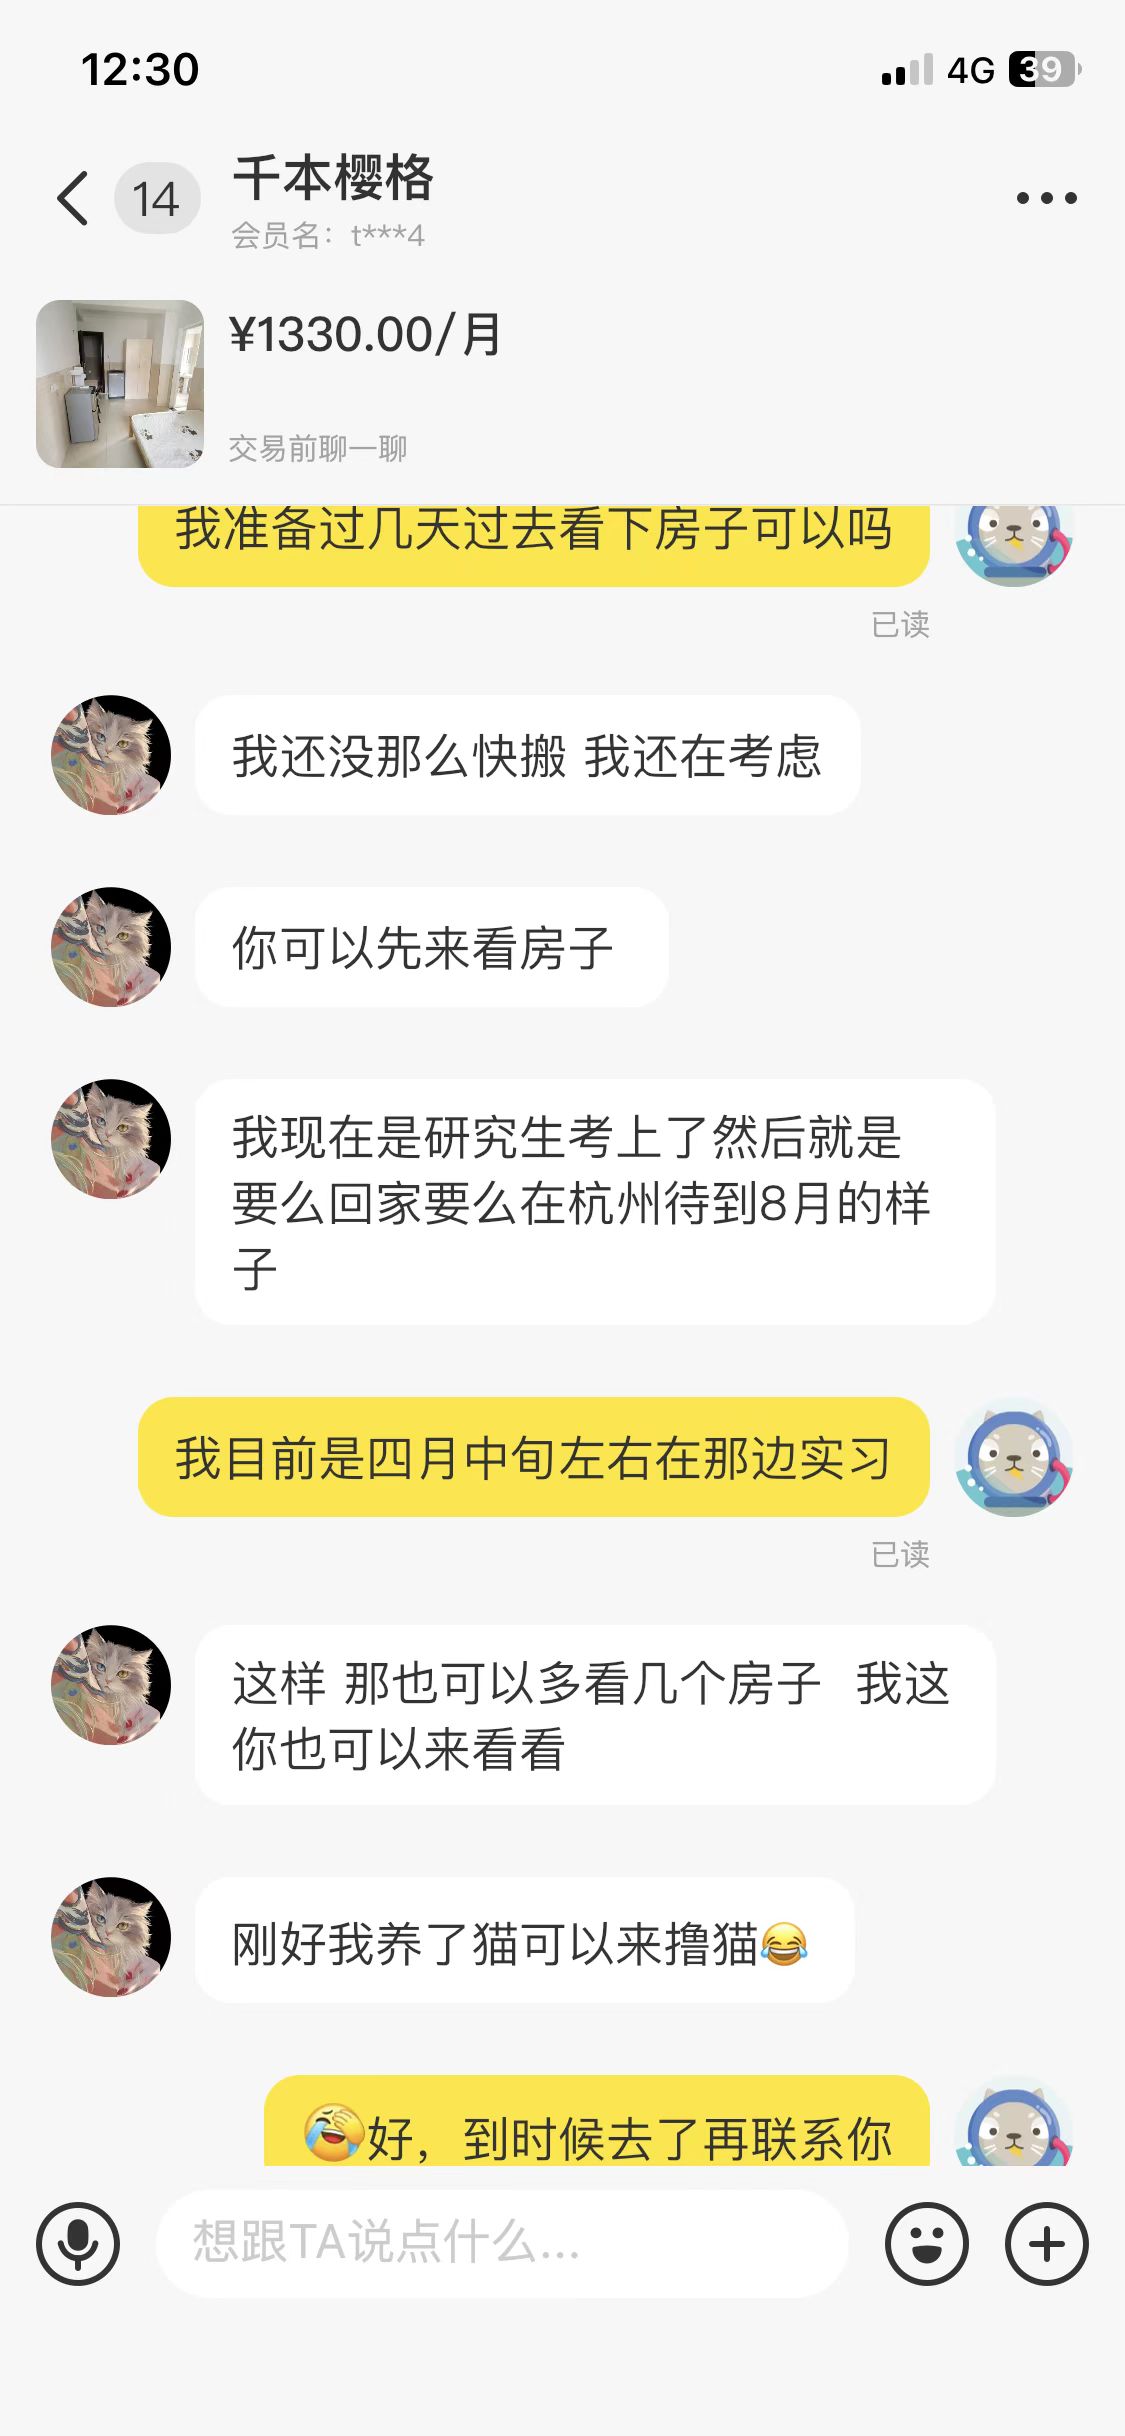 12:30
4G 39
14
千本樱格
会员名：t***4
¥1330.00/月
交易前聊一聊
我准备过几天过去看下房子可以吗
已读
我还没那么快搬 我还在考虑
你可以先来看房子
我现在是研究生考上了然后就是
要么回家要么在杭州待到8月的样
子
我目前是四月中旬左右在那边实习
已读
这样 那也可以多看几个房子 我这
你也可以来看看
刚好我养了猫可以来撸猫😂
🤣好，到时候去了再联系你
想跟TA说点什么...